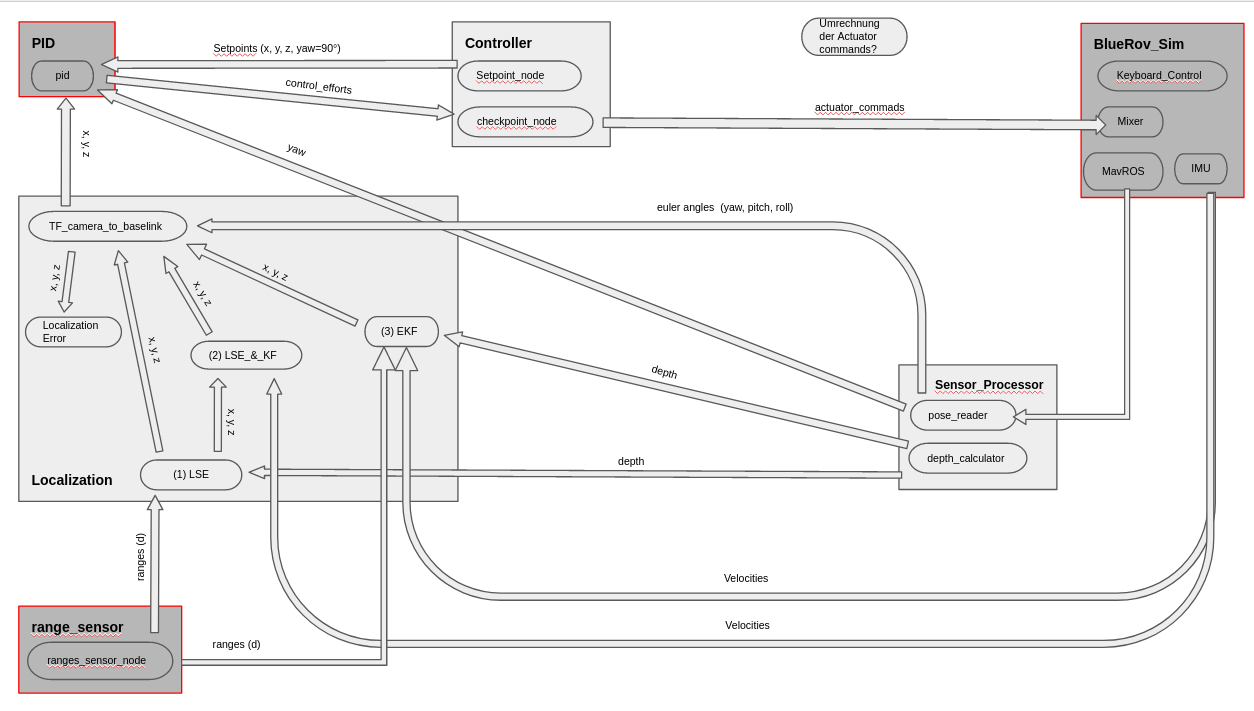 PID
pid
Setpoints (x, y, z, yaw=90°)
control_efforts
Controller
Setpoint_node
checkpoint_node
Umrechnung
der Actuator
commands?
BlueRov_Sim
Keyboard_Control
Mixer
MavROS
IMU
actuator_commads
x, y, z
yaw
euler angles (yaw, pitch, roll)
TF_camera_to_baselink
x, y, z
x, y, z
x, y, z
Localization
Error
(3) EKF
x, y, z
(2) LSE_&_KF
depth
Sensor_Processor
pose_reader
depth_calculator
x, y, z
depth
(1) LSE
Localization
ranges (d)
Velocities
Velocities
range_sensor
ranges_sensor_node
ranges (d)